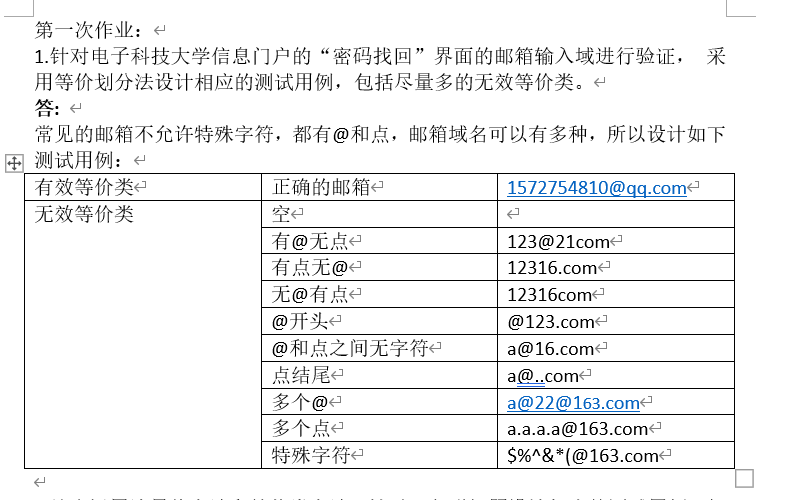 第一次作业：
1.针对电子科技大学信息门户的“密码找回”界面的邮箱输入域进行验证， 采
用等价划分法设计相应的测试用例，包括尽量多的无效等价类。
答:
常见的邮箱不允许特殊字符，都有@和点，邮箱域名可以有多种，所以设计如下
测试用例：
有效等价类 正确的邮箱 1572754810@qq.com
无效等价类 空
有@无点 123@21com
有点无@ 12316.com
无@有点 12316com
@开头 @123.com
@和点之间无字符 a@16.com
点结尾 a@..com
多个@ a@22@163.com
多个点 a.a.a.a@163.com
特殊字符 $%^&*(@163.com